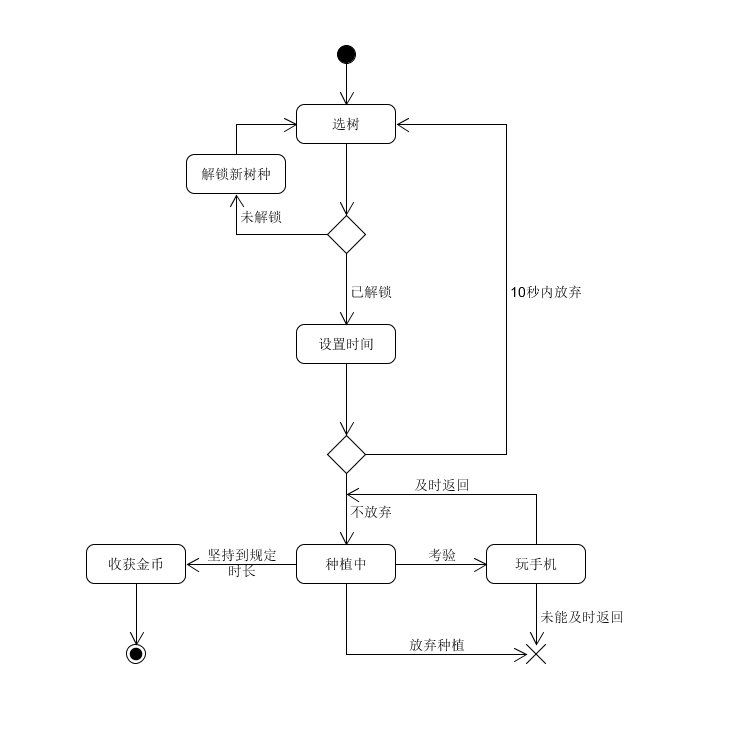 选树
解锁新树种
未解锁
已解锁
10秒内放弃
设置时间
及时返回
不放弃
收获金币
坚持到规定
时长
种植中
考验
玩手机
未能及时返回
放弃种植